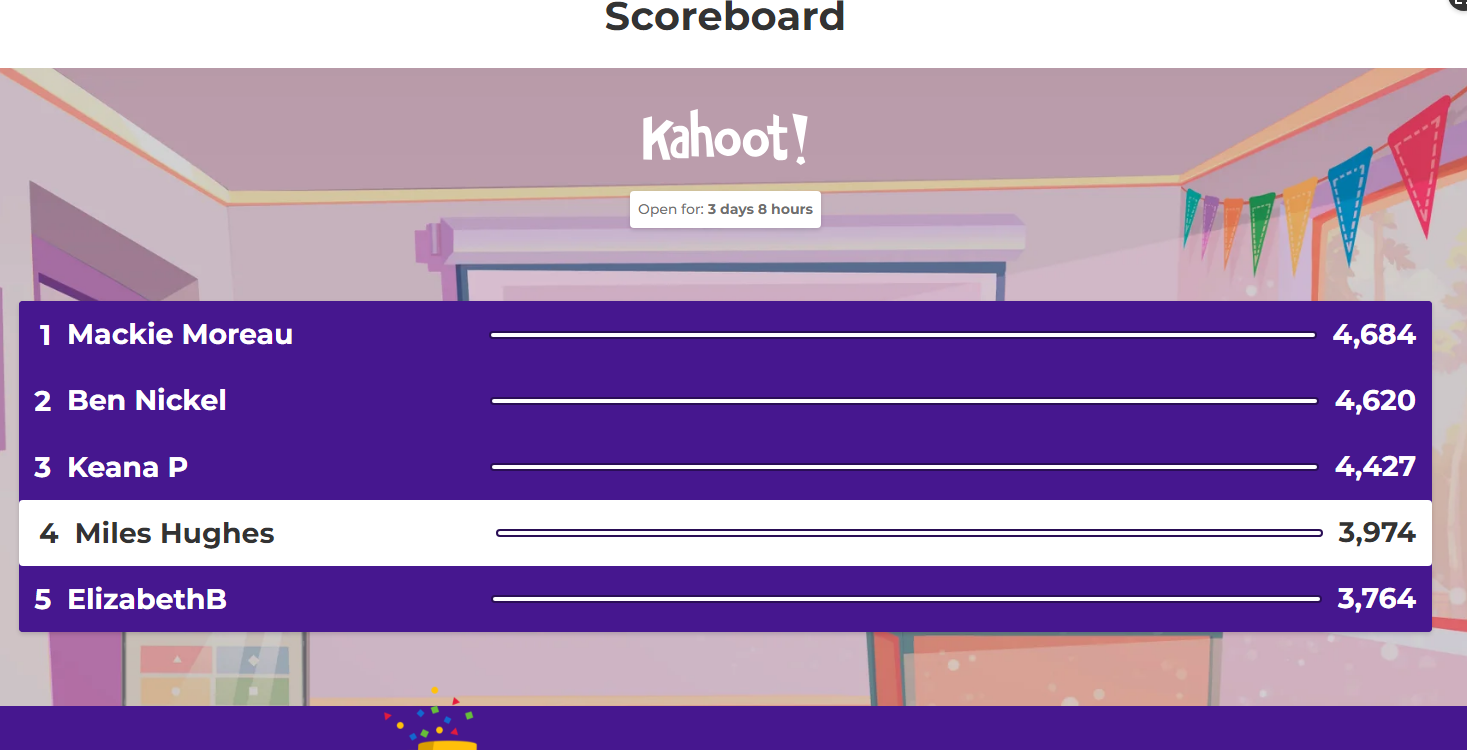 Scoreboard
Kahoot!
Open for: 3 days 8 hours
1 Mackie Moreau 4,684
2 Ben Nickel 4,620
3 Keana P 4,427
4 Miles Hughes 3,974
5 ElizabethB 3,764